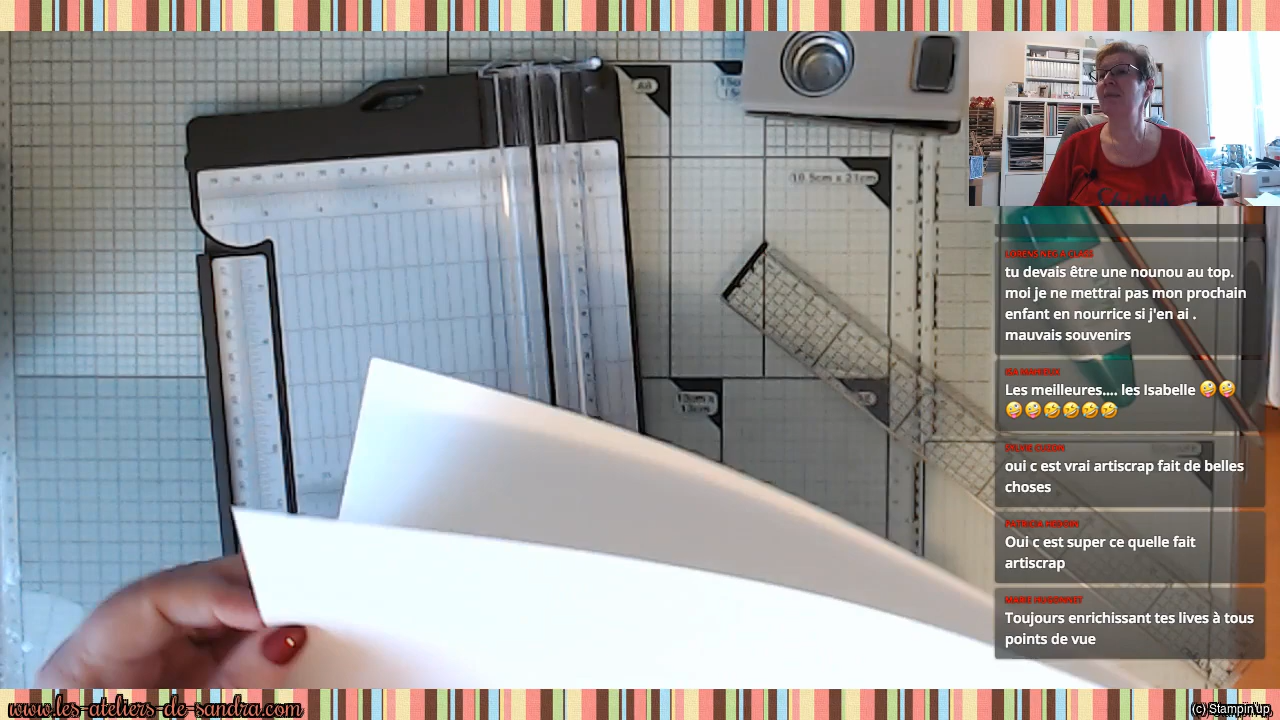 10.5cm x 21cm
A6
tu devais être une nounou au top.
moi je ne mettrai pas mon prochain
enfant en nourrice si j'en ai .
mauvais souvenirs
Les meilleures.... les Isabelle 🤪🤪
🤪🤪🤣🤣🤣🤣
oui c est vrai artiscrap fait de belles
choses
Oui c est super ce quelle fait
artiscrap
Toujours enrichissant tes lives à tous
points de vue
www.les-ateliers-de-sandra.com
(c) Stampin'up